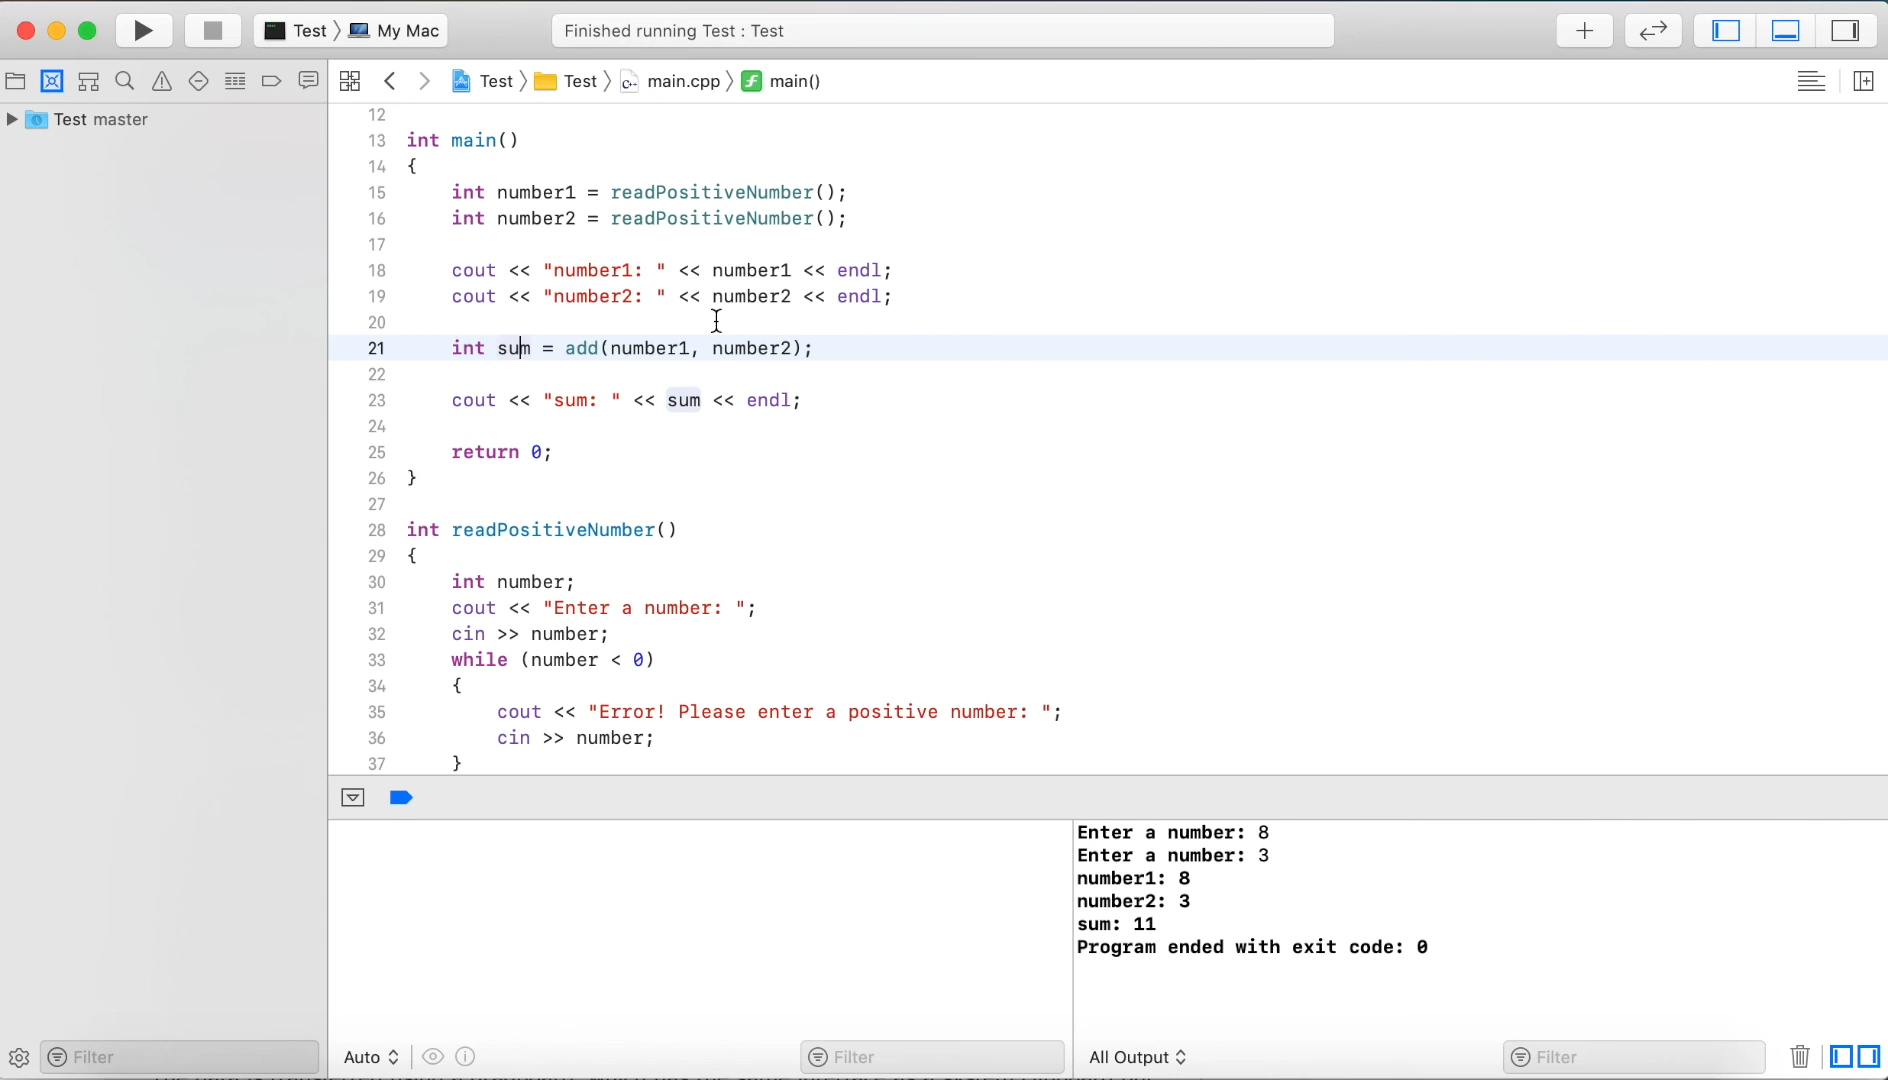 Test 〉 My Mac
Finished running Test : Test
Test 〉 Test 〉 main.cpp 〉 main()
Test master
12
13 int main()
14 {
15 int number1 = readPositiveNumber();
16 int number2 = readPositiveNumber();
17
18 cout << "number1: " << number1 << endl;
19 cout << "number2: " << number2 << endl;
20
21 int sum = add(number1, number2);
22
23 cout << "sum: " << sum << endl;
24
25 return 0;
26 }
27
28 int readPositiveNumber()
29 {
30 int number;
31 cout << "Enter a number: ";
32 cin >> number;
33 while (number < 0)
34 {
35 cout << "Error! Please enter a positive number: ";
36 cin >> number;
37 }
Enter a number: 8
Enter a number: 3
number1: 8
number2: 3
sum: 11
Program ended with exit code: 0
Filter
Auto
Filter
All Output
Filter